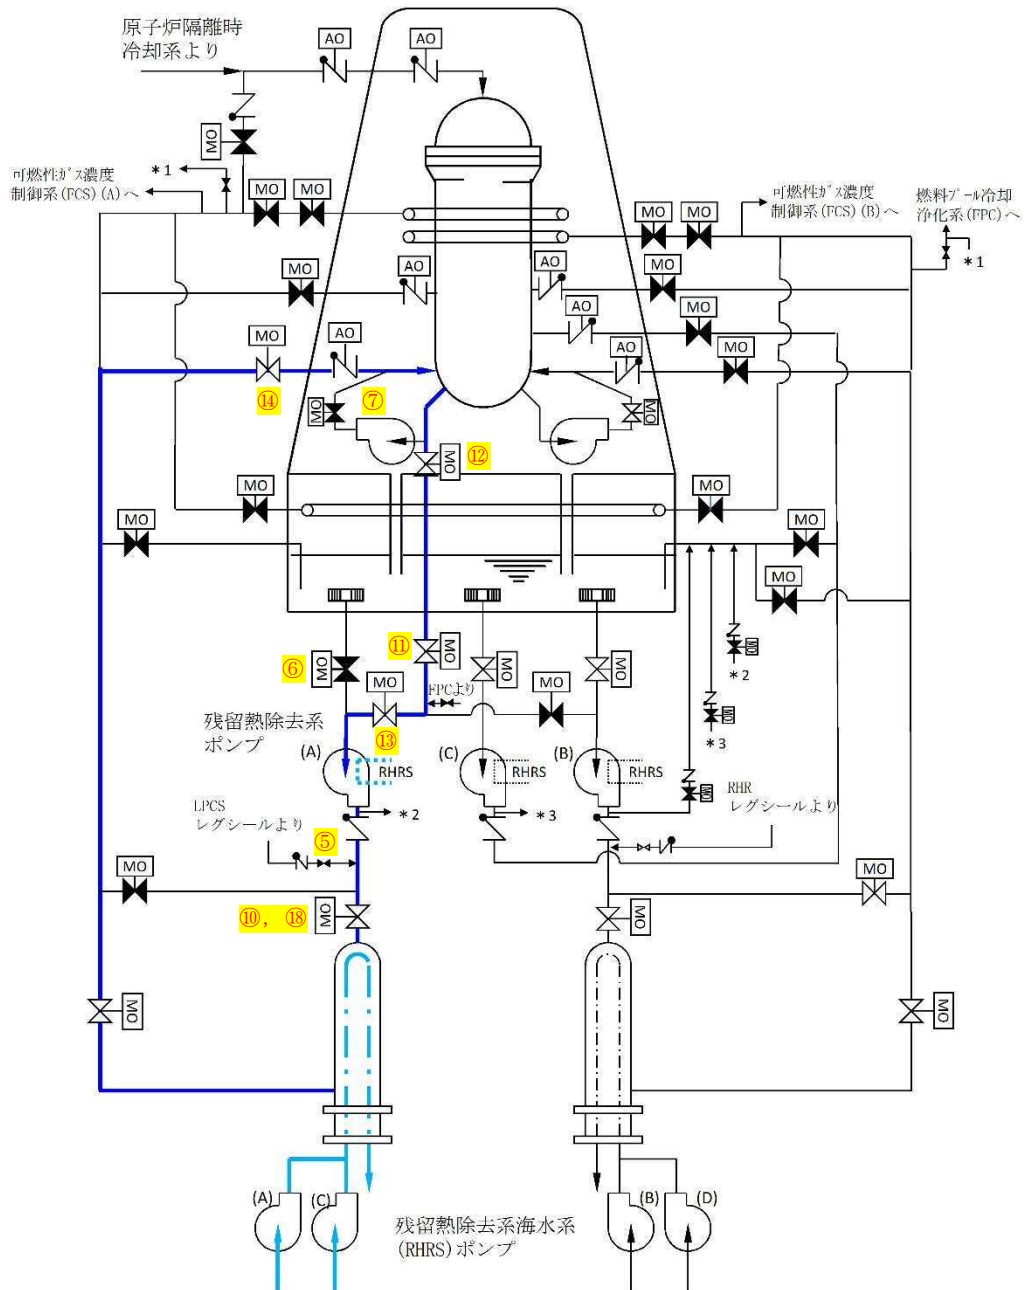 原子炉隔離時
冷却系より
AO
AO
MO
可燃性ガス濃度
制御系(FCS)(A)へ
*1
MO
MO
可燃性ガス濃度
制御系(FCS)(B)へ
燃料プール冷却
浄化系(FPC)へ
*1
MO
MO
MO
AO
AO
MO
AO
MO
MO
AO
AO
MO
⑭
⑦
MO
MO
⑫
MO
MO
MO
MO
MO
MO
⑪
MO
MO
MO
MO
*2
⑥
MO
MO
FPCより
MO
MO
*3
⑬
残留熱除去系
ポンプ
(A)
RHRS
(C)
RHRS
(B)
RHRS
MO
RHR
レグシールより
LPCS
レグシールより
*2
*3
⑤
MO
MO
⑩, ⑱
MO
MO
MO
MO
(A)
(C)
(B)
(D)
残留熱除去系海水系
(RHRS)ポンプ